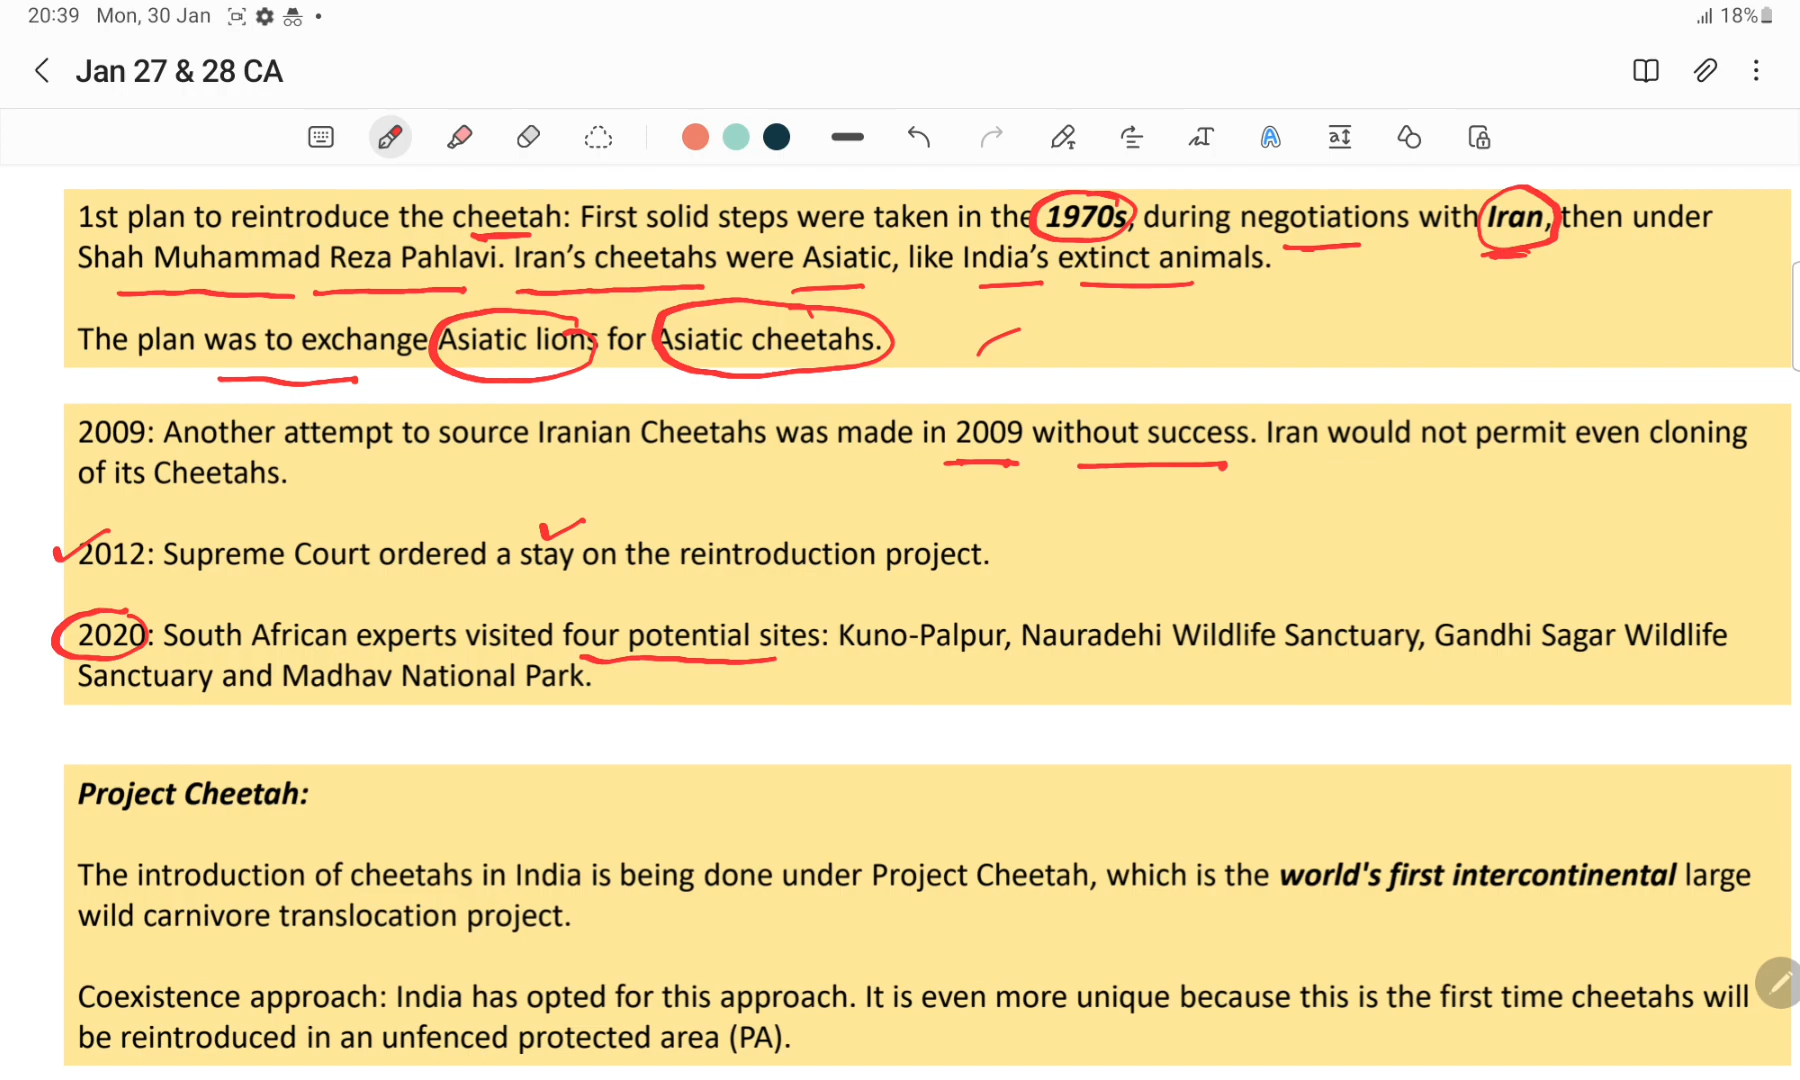 20:39 Mon, 30 Jan
18%
Jan 27 & 28 CA
1st plan to reintroduce the cheetah: First solid steps were taken in the 1970s, during negotiations with Iran, then under
Shah Muhammad Reza Pahlavi. Iran’s cheetahs were Asiatic, like India’s extinct animals.
The plan was to exchange Asiatic lions for Asiatic cheetahs.
2009: Another attempt to source Iranian Cheetahs was made in 2009 without success. Iran would not permit even cloning
of its Cheetahs.
2012: Supreme Court ordered a stay on the reintroduction project.
2020: South African experts visited four potential sites: Kuno-Palpur, Nauradehi Wildlife Sanctuary, Gandhi Sagar Wildlife
Sanctuary and Madhav National Park.
Project Cheetah:
The introduction of cheetahs in India is being done under Project Cheetah, which is the world's first intercontinental large
wild carnivore translocation project.
Coexistence approach: India has opted for this approach. It is even more unique because this is the first time cheetahs will
be reintroduced in an unfenced protected area (PA).